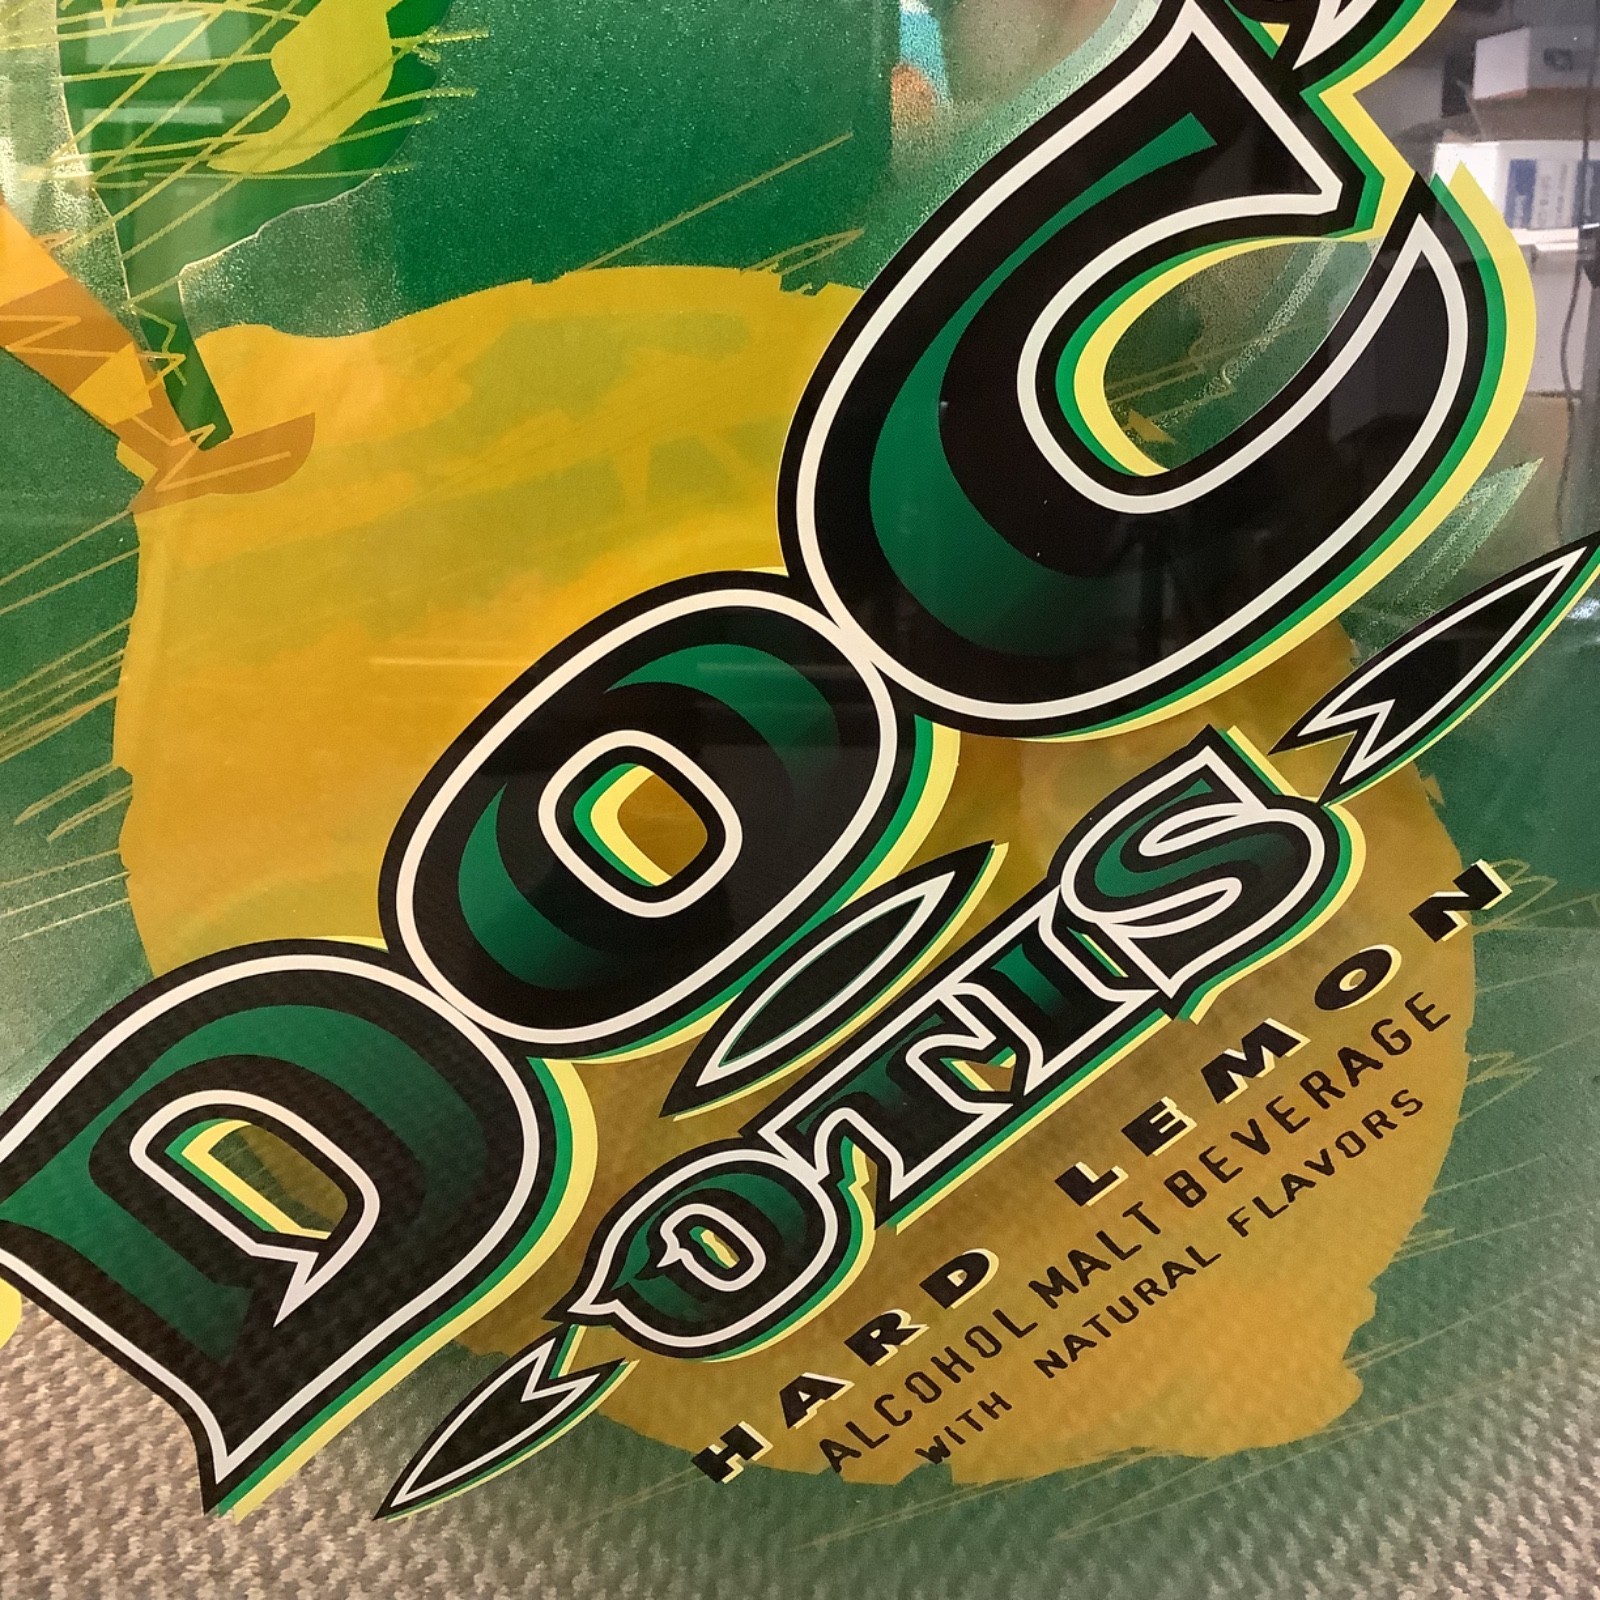 DOC
OTIS
HARD LEMON
ALCOHOL MALT BEVERAGE
WITH NATURAL FLAVORS